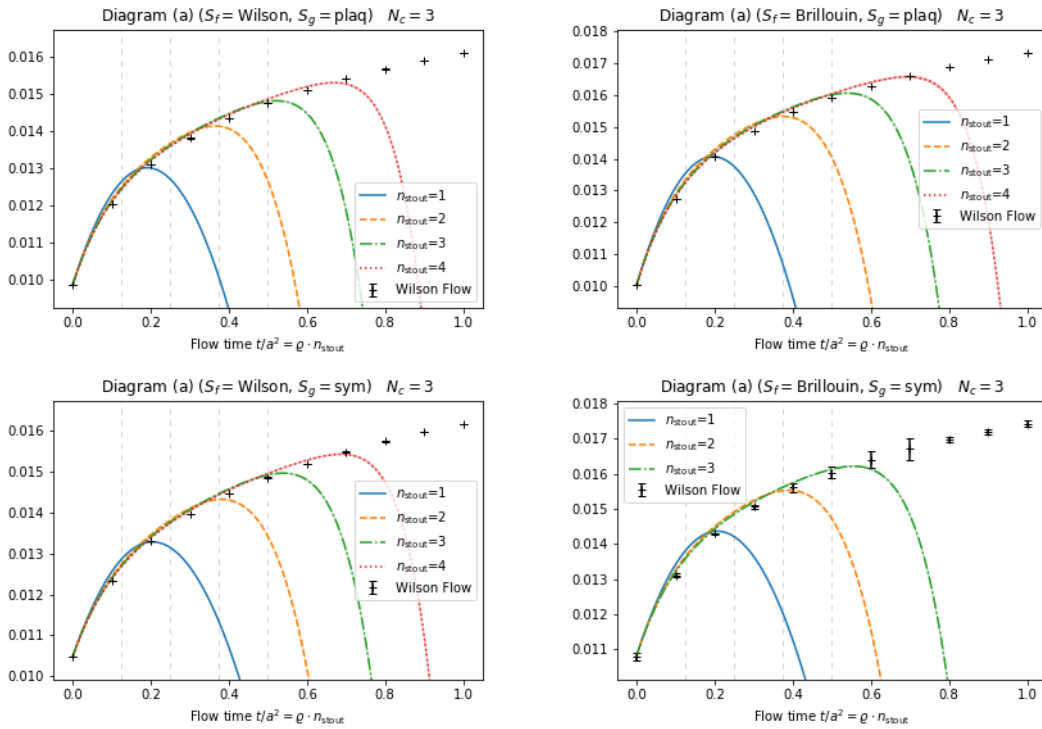 Diagram (a) (S_f = Wilson, S_g = plaq)   N_c = 3
0.016
0.015
0.014
0.013
0.012
0.011
0.010
n_stout=1
n_stout=2
n_stout=3
n_stout=4
Wilson Flow
0.0 0.2 0.4 0.6 0.8 1.0
Flow time t/a² = ϱ · n_stout
Diagram (a) (S_f = Brillouin, S_g = plaq)   N_c = 3
0.018
0.017
0.016
0.015
0.014
0.013
0.012
0.011
0.010
n_stout=1
n_stout=2
n_stout=3
n_stout=4
Wilson Flow
0.0 0.2 0.4 0.6 0.8 1.0
Flow time t/a² = ϱ · n_stout
Diagram (a) (S_f = Wilson, S_g = sym)   N_c = 3
0.016
0.015
0.014
0.013
0.012
0.011
0.010
n_stout=1
n_stout=2
n_stout=3
n_stout=4
Wilson Flow
0.0 0.2 0.4 0.6 0.8 1.0
Flow time t/a² = ϱ · n_stout
Diagram (a) (S_f = Brillouin, S_g = sym)   N_c = 3
0.018
0.017
0.016
0.015
0.014
0.013
0.012
0.011
n_stout=1
n_stout=2
n_stout=3
Wilson Flow
0.0 0.2 0.4 0.6 0.8 1.0
Flow time t/a² = ϱ · n_stout